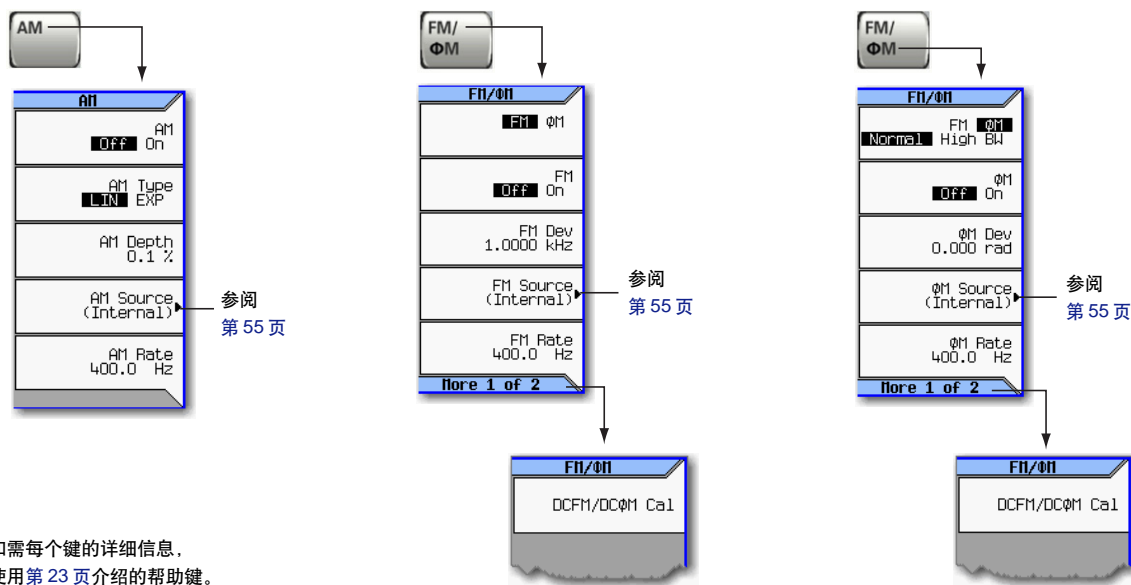 AM
AM
AM
Off On
AM Type
LIN EXP
AM Depth
0.1 %
AM Source
(Internal)
AM Rate
400.0 Hz
参阅
第 55 页
FM/
ΦM
FM/ΦM
FM ΦM
FM
Off On
FM Dev
1.0000 kHz
FM Source
(Internal)
FM Rate
400.0 Hz
More 1 of 2
参阅
第 55 页
FM/ΦM
DCFM/DCΦM Cal
FM/
ΦM
FM/ΦM
FM ΦM
Normal High BW
ΦM
Off On
ΦM Dev
0.000 rad
ΦM Source
(Internal)
ΦM Rate
400.0 Hz
More 1 of 2
参阅
第 55 页
FM/ΦM
DCFM/DCΦM Cal
需每个键的详细信息,
使用第 23 页介绍的帮助键。